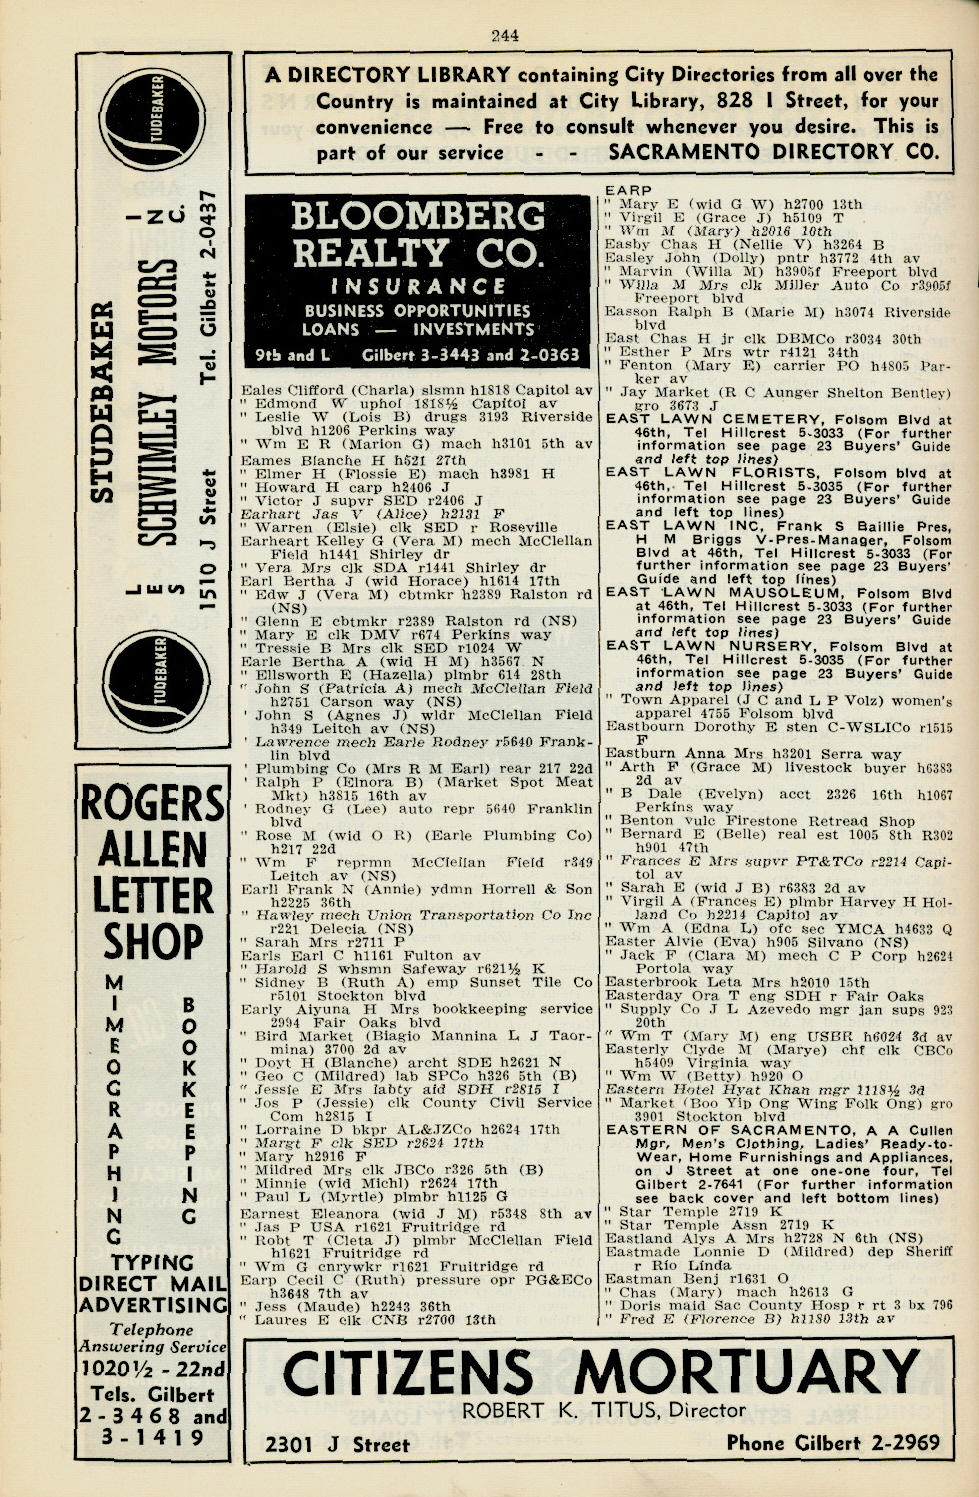 244
A DIRECTORY LIBRARY containing City Directories from all over the
Country is maintained at City Library, 828 I Street, for your
convenience — Free to consult whenever you desire. This is
part of our service - - SACRAMENTO DIRECTORY CO.
STUDEBAKER
STUDEBAKER
LES SCHWIMLEY MOTORS INC.
1510 J Street Tel. Gilbert 2-0437
STUDEBAKER
ROGERS
ALLEN
LETTER
SHOP
MIMEOGRAPHING
BOOKKEEPING
TYPING
DIRECT MAIL
ADVERTISING
Telephone
Answering Service
1020½ - 22nd
Tels. Gilbert
2-3468 and
3-1419
BLOOMBERG
REALTY CO.
INSURANCE
BUSINESS OPPORTUNITIES
LOANS — INVESTMENTS
9th and L Gilbert 3-3443 and 2-0363
Eales Clifford (Charla) slsmn h1818 Capitol av
" Edmond W uphol 1818½ Capitol av
" Leslie W (Lois B) drugs 3193 Riverside
blvd h1206 Perkins way
" Wm E R (Marion G) mach h3101 5th av
Eames Blanche H h521 27th
" Elmer H (Flossie E) mach h3981 H
" Howard H carp h2406 J
" Victor J supvr SED r2406 J
Earhart Jas V (Alice) h2131 F
" Warren (Elsie) clk SED r Roseville
Earheart Kelley G (Vera M) mech McClellan
Field h1441 Shirley dr
" Vera Mrs clk SDA r1441 Shirley dr
Earl Bertha J (wid Horace) h1614 17th
" Edw J (Vera M) cbtmkr h2389 Ralston rd
(NS)
" Glenn E cbtmkr r2389 Ralston rd (NS)
" Mary E clk DMV r674 Perkins way
" Tressie B Mrs clk SED r1024 W
Earle Bertha A (wid H M) h3567 N
" Ellsworth E (Hazella) plmbr 614 28th
" John S (Patricia A) mech McClellan Field
h2751 Carson way (NS)
' John S (Agnes J) wldr McClellan Field
h349 Leitch av (NS)
' Lawrence mech Earle Rodney r5640 Frank-
lin blvd
' Plumbing Co (Mrs R M Earl) rear 217 22d
' Ralph P (Elnora B) (Market Spot Meat
Mkt) h3815 16th av
' Rodney G (Lee) auto repr 5640 Franklin
blvd
" Rose M (wid O R) (Earle Plumbing Co)
h217 22d
" Wm F reprmn McClellan Field r349
Leitch av (NS)
Earll Frank N (Annie) ydmn Horrell & Son
h2225 36th
" Hawley mech Union Transportation Co Inc
r221 Delecia (NS)
" Sarah Mrs r2711 P
Earls Earl C h1161 Fulton av
" Harold S whsmn Safeway r621½ K
" Sidney B (Ruth A) emp Sunset Tile Co
r5101 Stockton blvd
Early Aiyuna H Mrs bookkeeping service
2994 Fair Oaks blvd
" Bird Market (Biagio Mannina L J Taor-
mina) 3700 2d av
" Doyt H (Blanche) archt SDE h2621 N
" Geo C (Mildred) lab SPCo h326 5th (B)
" Jessie E Mrs labty aid SDH r2815 I
" Jos P (Jessie) clk County Civil Service
Com h2815 I
" Lorraine D bkpr AL&JZCo h2624 17th
" Margt F clk SED r2624 17th
" Mary h2916 F
" Mildred Mrs clk JBCo r326 5th (B)
" Minnie (wid Michl) r2624 17th
" Paul L (Myrtle) plmbr h1125 G
Earnest Eleanora (wid J M) r5348 8th av
" Jas P USA r1621 Fruitridge rd
" Robt T (Cleta J) plmbr McClellan Field
h1621 Fruitridge rd
" Wm G cnrywkr r1621 Fruitridge rd
Earp Cecil C (Ruth) pressure opr PG&ECo
h3648 7th av
" Jess (Maude) h2243 36th
" Laures E clk CNB r2700 13th
EARP
" Mary E (wid G W) h2700 13th
" Virgil E (Grace J) h5109 T
" Wm M (Mary) h2016 10th
Easby Chas H (Nellie V) h3264 B
Easley John (Dolly) pntr h3772 4th av
" Marvin (Willa M) h3905f Freeport blvd
" Willa M Mrs clk Miller Auto Co r3905f
Freeport blvd
Easson Ralph B (Marie M) h3074 Riverside
blvd
East Chas H jr clk DBMCo r3034 30th
" Esther P Mrs wtr r4121 34th
" Fenton (Mary E) carrier PO h4805 Par-
ker av
" Jay Market (R C Aunger Shelton Bentley)
gro 3673 J
EAST LAWN CEMETERY, Folsom Blvd at
46th, Tel Hillcrest 5-3033 (For further
information see page 23 Buyers' Guide
and left top lines)
EAST LAWN FLORISTS, Folsom blvd at
46th, Tel Hillcrest 5-3035 (For further
information see page 23 Buyers' Guide
and left top lines)
EAST LAWN INC, Frank S Baillie Pres,
H M Briggs V-Pres-Manager, Folsom
Blvd at 46th, Tel Hillcrest 5-3033 (For
further information see page 23 Buyers'
Guide and left top lines)
EAST LAWN MAUSOLEUM, Folsom Blvd
at 46th, Tel Hillcrest 5-3033 (For further
information see page 23 Buyers' Guide
and left top lines)
EAST LAWN NURSERY, Folsom Blvd at
46th, Tel Hillcrest 5-3035 (For further
information see page 23 Buyers' Guide
and left top lines)
" Town Apparel (J C and L P Volz) women's
apparel 4755 Folsom blvd
Eastbourn Dorothy E sten C-WSLICo r1515
F
Eastburn Anna Mrs h3201 Serra way
" Arth F (Grace M) livestock buyer h6383
2d av
" B Dale (Evelyn) acct 2326 16th h1067
Perkins way
" Benton vulc Firestone Retread Shop
" Bernard E (Belle) real est 1005 8th R302
h901 47th
" Frances E Mrs supvr PT&TCo r2214 Capi-
tol av
" Sarah E (wid J B) r6383 2d av
" Virgil A (Frances E) plmbr Harvey H Hol-
land Co h2214 Capitol av
" Wm A (Edna L) ofc sec YMCA h4633 Q
Easter Alvie (Eva) h905 Silvano (NS)
" Jack F (Clara M) mech C P Corp h2624
Portola way
Easterbrook Leta Mrs h2010 15th
Easterday Ora T eng SDH r Fair Oaks
" Supply Co J L Azevedo mgr jan sups 923
20th
" Wm T (Mary M) eng USBR h6024 3d av
Easterly Clyde M (Marye) chf clk CBCo
h5409 Virginia way
" Wm W (Betty) h920 O
Eastern Hotel Hyat Khan mgr 1118½ 3d
" Market (Boo Yip Ong Wing Folk Ong) gro
3901 Stockton blvd
EASTERN OF SACRAMENTO, A A Cullen
Mgr, Men's Clothing, Ladies' Ready-to-
Wear, Home Furnishings and Appliances,
on J Street at one one-one four, Tel
Gilbert 2-7641 (For further information
see back cover and left bottom lines)
" Star Temple 2719 K
" Star Temple Assn 2719 K
Eastland Alys A Mrs h2728 N 6th (NS)
Eastmade Lonnie D (Mildred) dep Sheriff
r Rio Linda
Eastman Benj r1631 O
" Chas (Mary) mach h2613 G
" Doris maid Sac County Hosp r rt 3 bx 796
" Fred E (Florence B) h1180 13th av
CITIZENS MORTUARY
ROBERT K. TITUS, Director
2301 J Street Phone Gilbert 2-2969